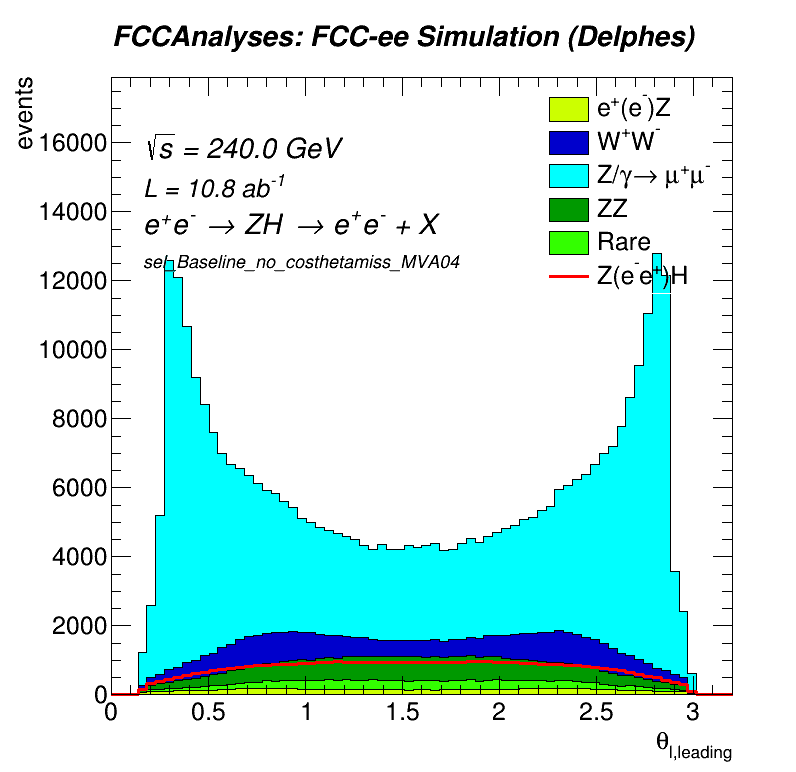 FCCAnalyses: FCC-ee Simulation (Delphes)
events
√s = 240.0 GeV
L = 10.8 ab⁻¹
e⁺e⁻ → ZH → e⁺e⁻ + X
sel_Baseline_no_costhetamiss_MVA04
e⁺(e⁻)Z
W⁺W⁻
Z/γ→ μ⁺μ⁻
ZZ
Rare
Z(e⁻e⁺)H
16000
14000
12000
10000
8000
6000
4000
2000
0
0 0.5 1 1.5 2 2.5 3
θl,leading